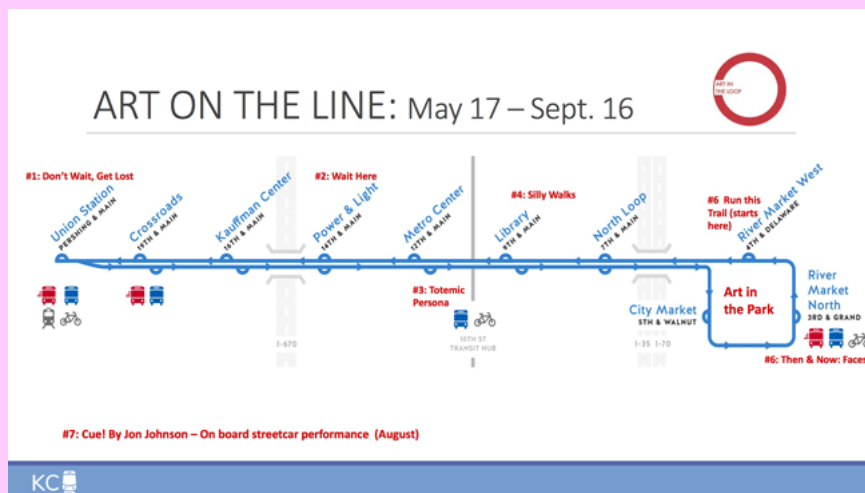 ART IN
THE LOOP
ART ON THE LINE: May 17 – Sept. 16
#1: Don't Wait, Get Lost
#2: Wait Here
#4: Silly Walks
#6 Run this
Trail (starts
here)
Union Station
PERSHING & MAIN
Crossroads
19TH & MAIN
Kauffman Center
16TH & MAIN
Power & Light
14TH & MAIN
Metro Center
12TH & MAIN
Library
9TH & MAIN
North Loop
7TH & MAIN
River Market West
4TH & DELAWARE
#3: Totemic
Persona
10TH ST
TRANSIT HUB
I-670
I-35 I-70
City Market
5TH & WALNUT
Art in
the Park
River
Market
North
3RD & GRAND
#6: Then & Now: Faces
#7: Cue! By Jon Johnson – On board streetcar performance (August)
KC